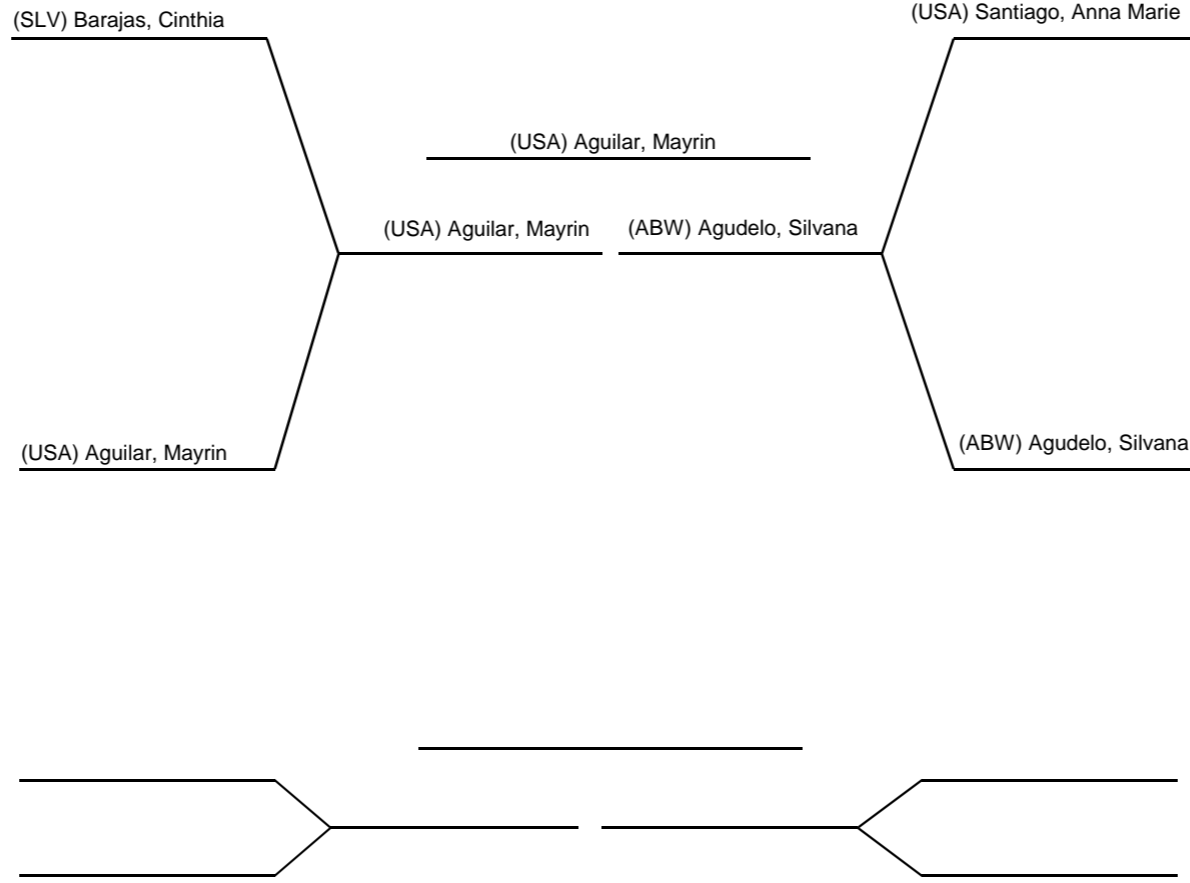 (SLV) Barajas, Cinthia
(USA) Santiago, Anna Marie
(USA) Aguilar, Mayrin
(USA) Aguilar, Mayrin
(ABW) Agudelo, Silvana
(USA) Aguilar, Mayrin
(ABW) Agudelo, Silvana